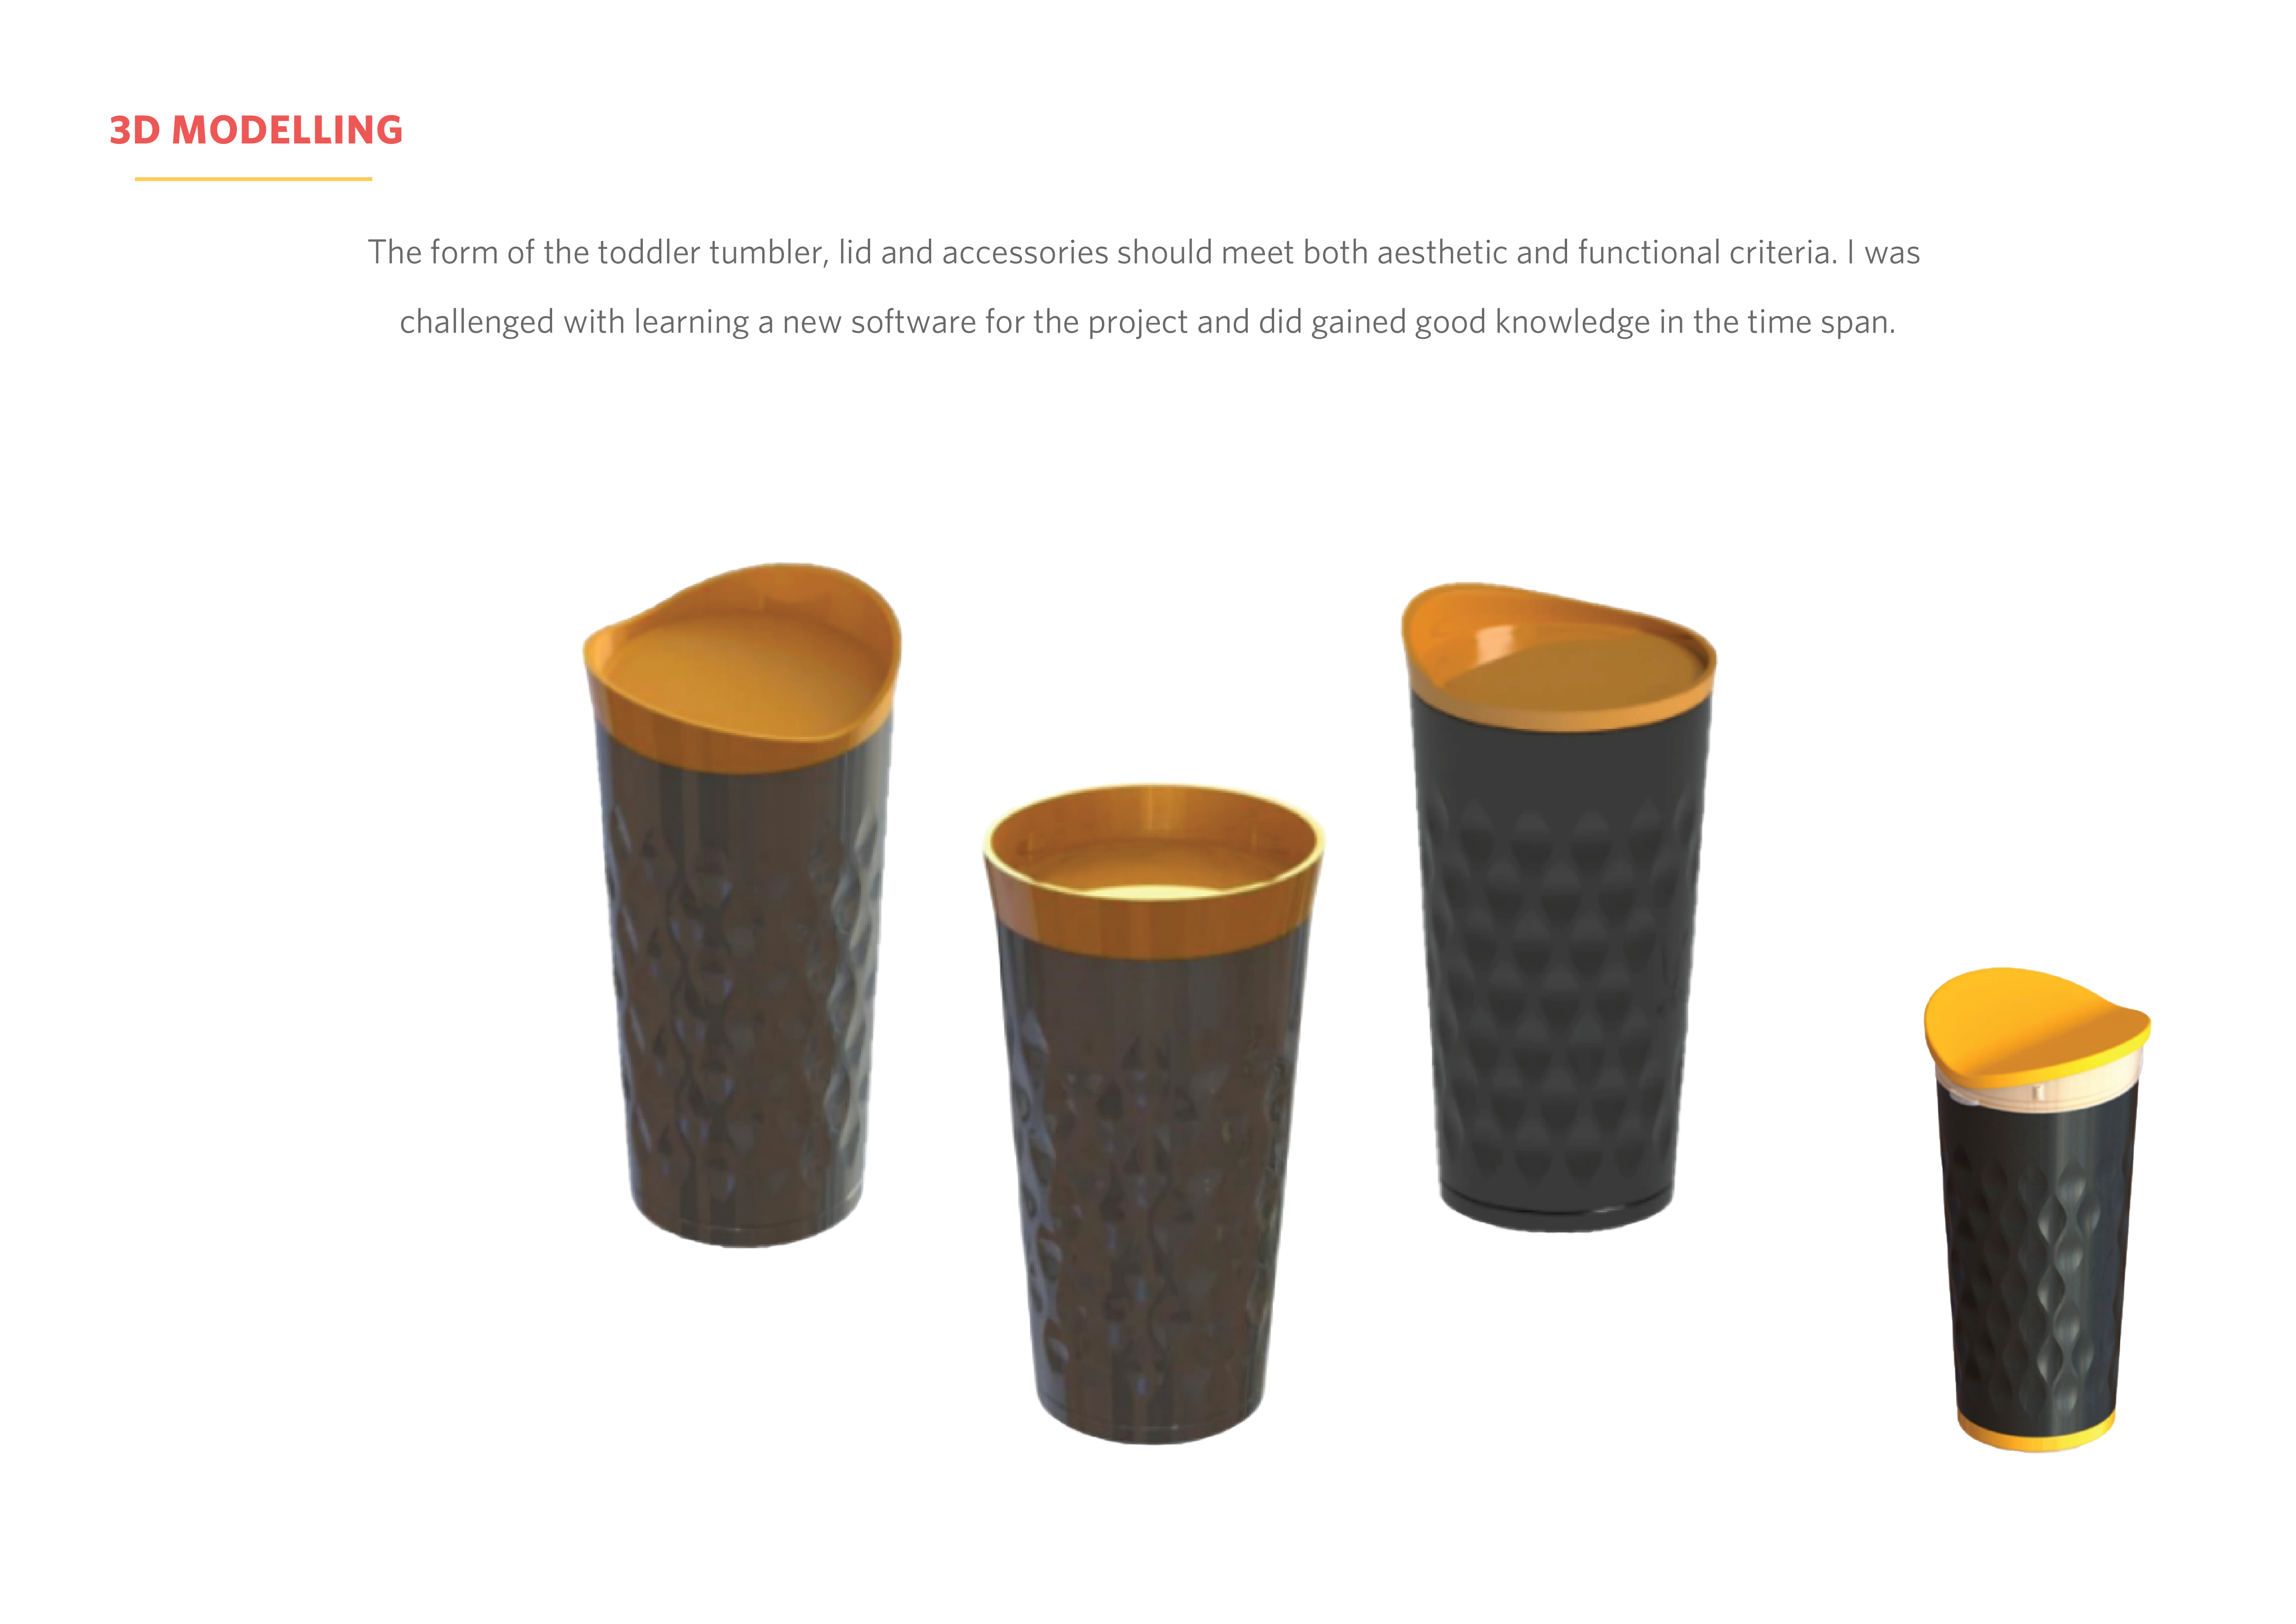 3D MODELLING
The form of the toddler tumbler, lid and accessories should meet both aesthetic and functional criteria. I was
challenged with learning a new software for the project and did gained good knowledge in the time span.